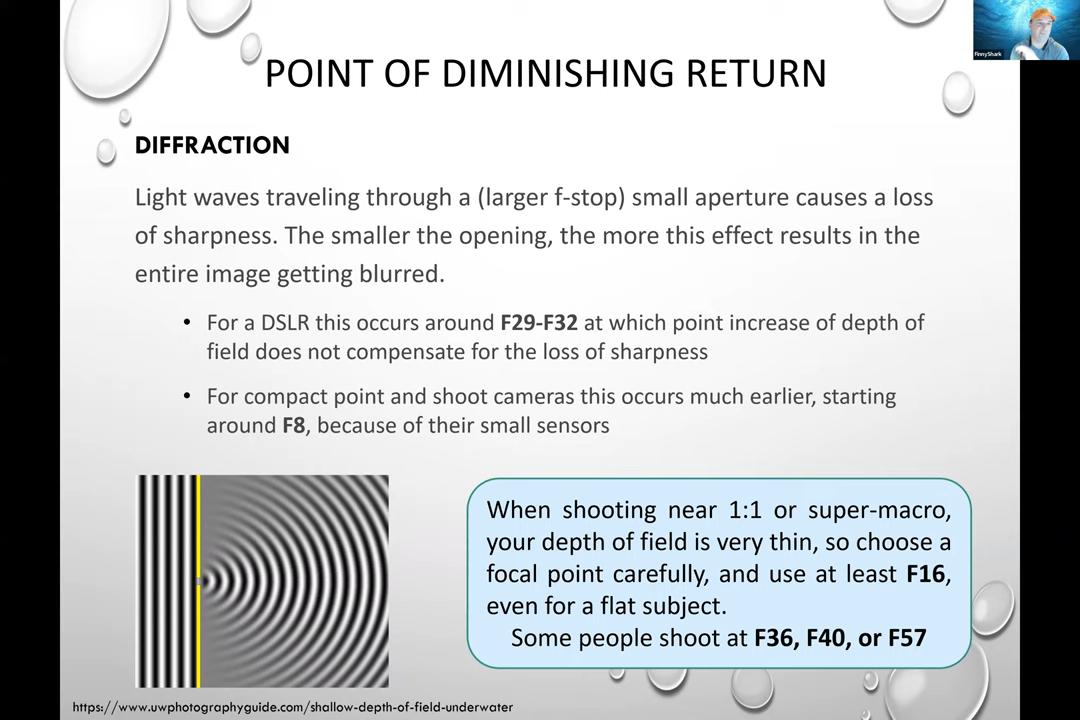 FinnyShark
POINT OF DIMINISHING RETURN
DIFFRACTION
Light waves traveling through a (larger f-stop) small aperture causes a loss
of sharpness. The smaller the opening, the more this effect results in the
entire image getting blurred.
• For a DSLR this occurs around F29-F32 at which point increase of depth of
field does not compensate for the loss of sharpness
• For compact point and shoot cameras this occurs much earlier, starting
around F8, because of their small sensors
When shooting near 1:1 or super-macro,
your depth of field is very thin, so choose a
focal point carefully, and use at least F16,
even for a flat subject.
Some people shoot at F36, F40, or F57
https://www.uwphotographyguide.com/shallow-depth-of-field-underwater